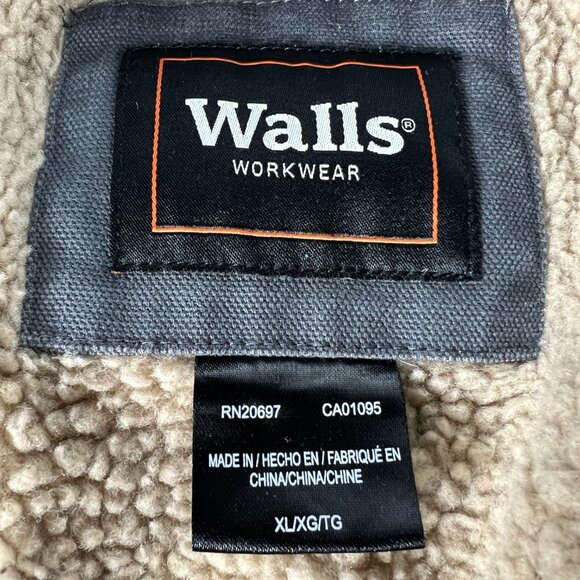 Walls®
WORKWEAR
RN20697 CA01095
MADE IN / HECHO EN / FABRIQUÉ EN
CHINA/CHINA/CHINE
XL/XG/TG